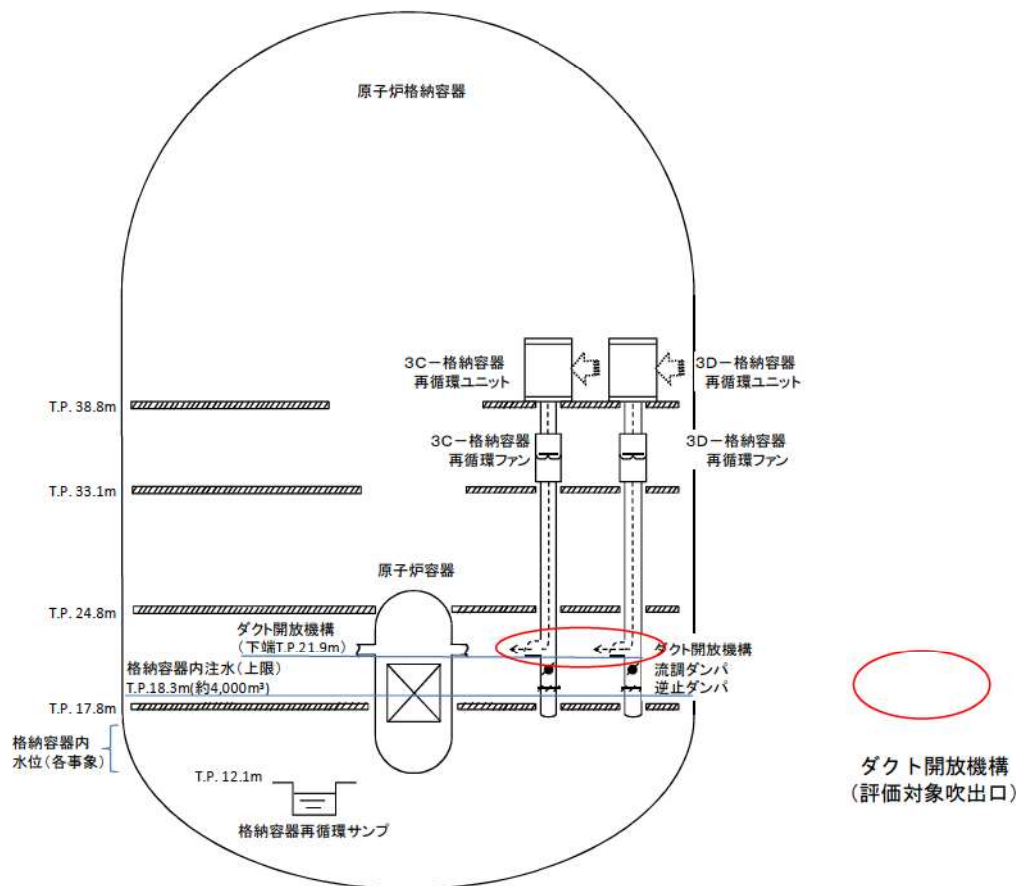 原子炉格納容器
3C－格納容器
再循環ユニット
3D－格納容器
再循環ユニット
T.P. 38.8m
3C－格納容器
再循環ファン
3D－格納容器
再循環ファン
T.P. 33.1m
原子炉容器
T.P. 24.8m
ダクト開放機構
（下端T.P.21.9m）
ダクト開放機構
格納容器内注水（上限）
T.P.18.3m(約4,000m³)
流調ダンパ
逆止ダンパ
T.P. 17.8m
格納容器内
水位（各事象）
T.P. 12.1m
格納容器再循環サンプ
ダクト開放機構
（評価対象吹出口）